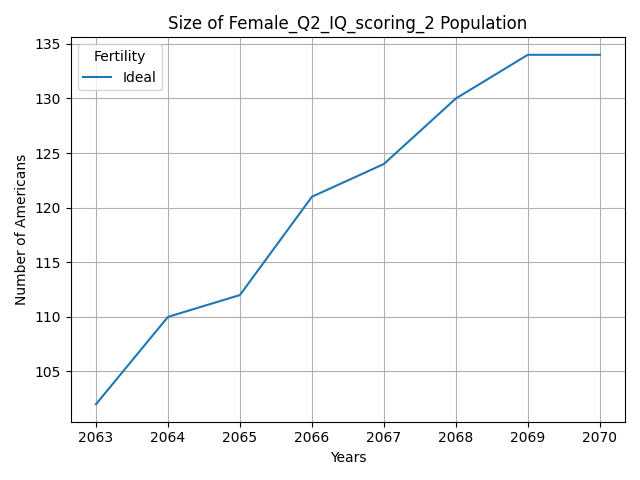 Size of Female_Q2_IQ_scoring_2 Population
Fertility
Ideal
Number of Americans
135
130
125
120
115
110
105
2063 2064 2065 2066 2067 2068 2069 2070
Years